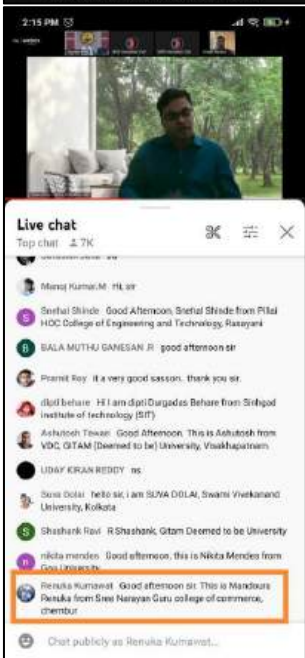 2:15 PM
Live chat
Top chat 7K
Manoj Kumar.M Hi, sir
Snehal Shinde Good Afternoon, Snehal Shinde from Pillai
HOC College of Engineering and Technology, Rasayani
BALA MUTHU GANESAN R good afternoon sir
Pramit Roy it a very good sasson. thank you sir.
dipti behare Hi I am dipti Durgadas Behare from Sinhgad
institute of technology (SIT)
Ashutosh Tewari Good Afternoon, This is Ashutosh from
VDC, GITAM (Deemed to be) University, Visakhapatnam
UDAY KIRAN REDDY ns
Suva Dolai hello sir, i am SUVA DOLAI, Swami Vivekanand
University, Kolkata
Shashank Ravi R Shashank, Gitam Deemed to be University
nikita mendes Good afternoon, this is Nikita Mendes from
Goa University
Renuka Kumawat Good afternoon sir. This is Mandoura
Renuka from Sree Narayan Guru college of commerce,
chembur
Chat publicly as Renuka Kumawat...